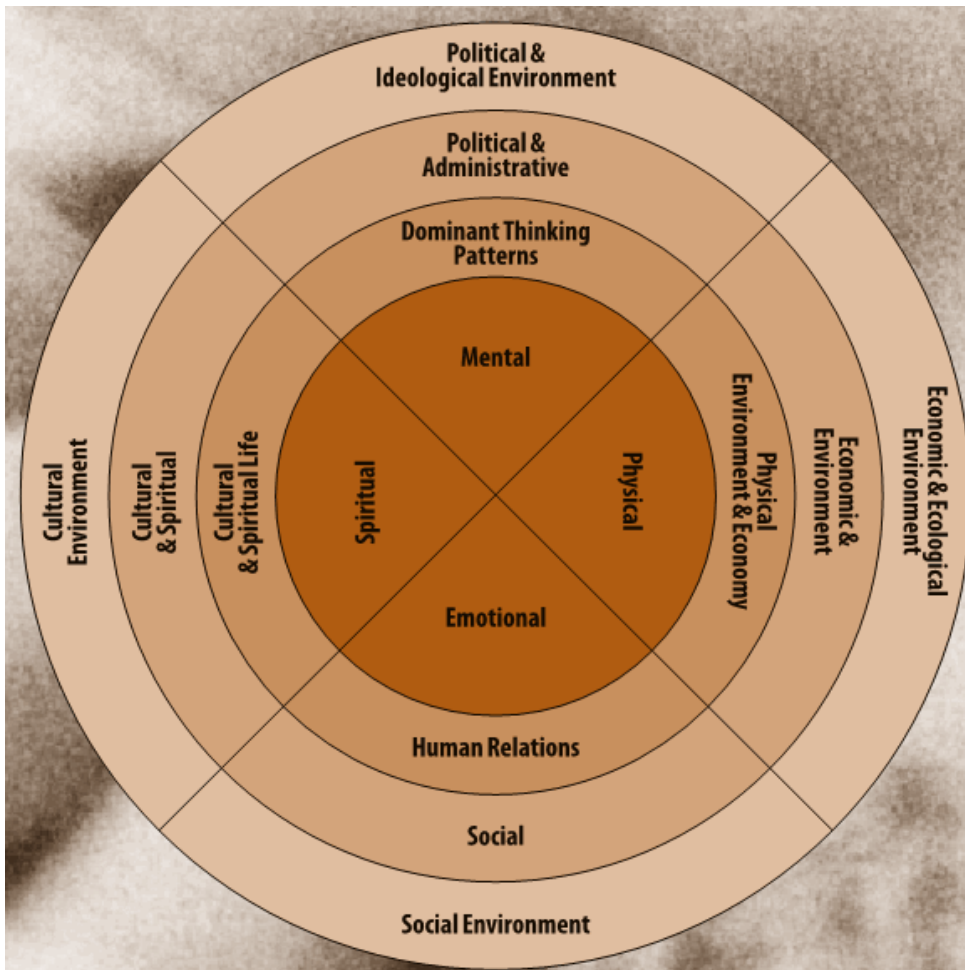 Political &
Ideological Environment
Political &
Administrative
Dominant Thinking
Patterns
Mental
Cultural
Environment
Cultural
& Spiritual
Cultural
& Spiritual Life
Spiritual
Physical
Physical
Environment & Economy
Economic &
Environment
Economic & Ecological
Environment
Emotional
Human Relations
Social
Social Environment